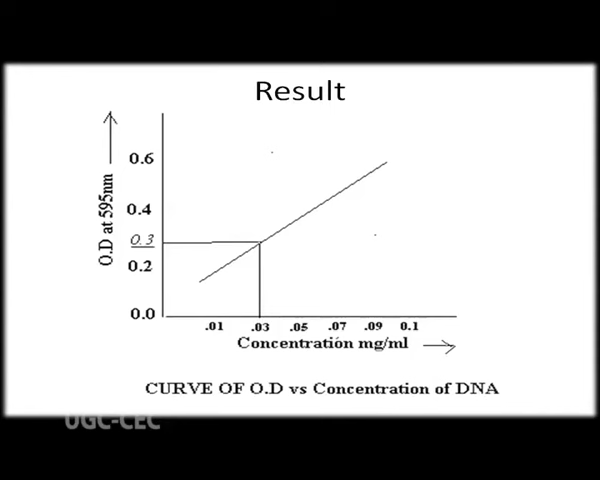 Result
O.D at 595nm
0.6
0.4
0.3
0.2
0.0
.01 .03 .05 .07 .09 0.1
Concentration mg/ml
CURVE OF O.D vs Concentration of DNA
UGC-CEC